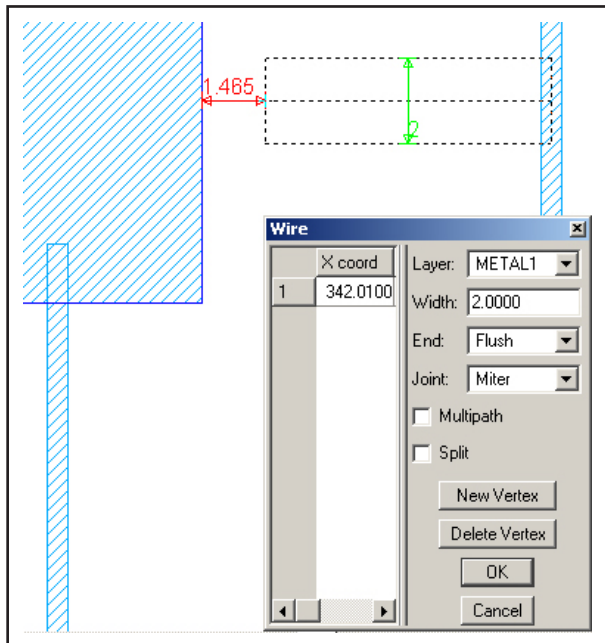 1.465
2
Wire
X coord
1 342.0100
Layer: METAL1
Width: 2.0000
End: Flush
Joint: Miter
Multipath
Split
New Vertex
Delete Vertex
OK
Cancel